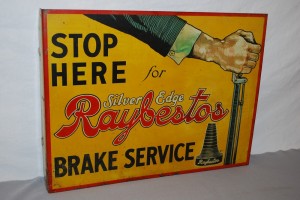 STOP
HERE for
Silver Edge
Raybestos
BRAKE SERVICE